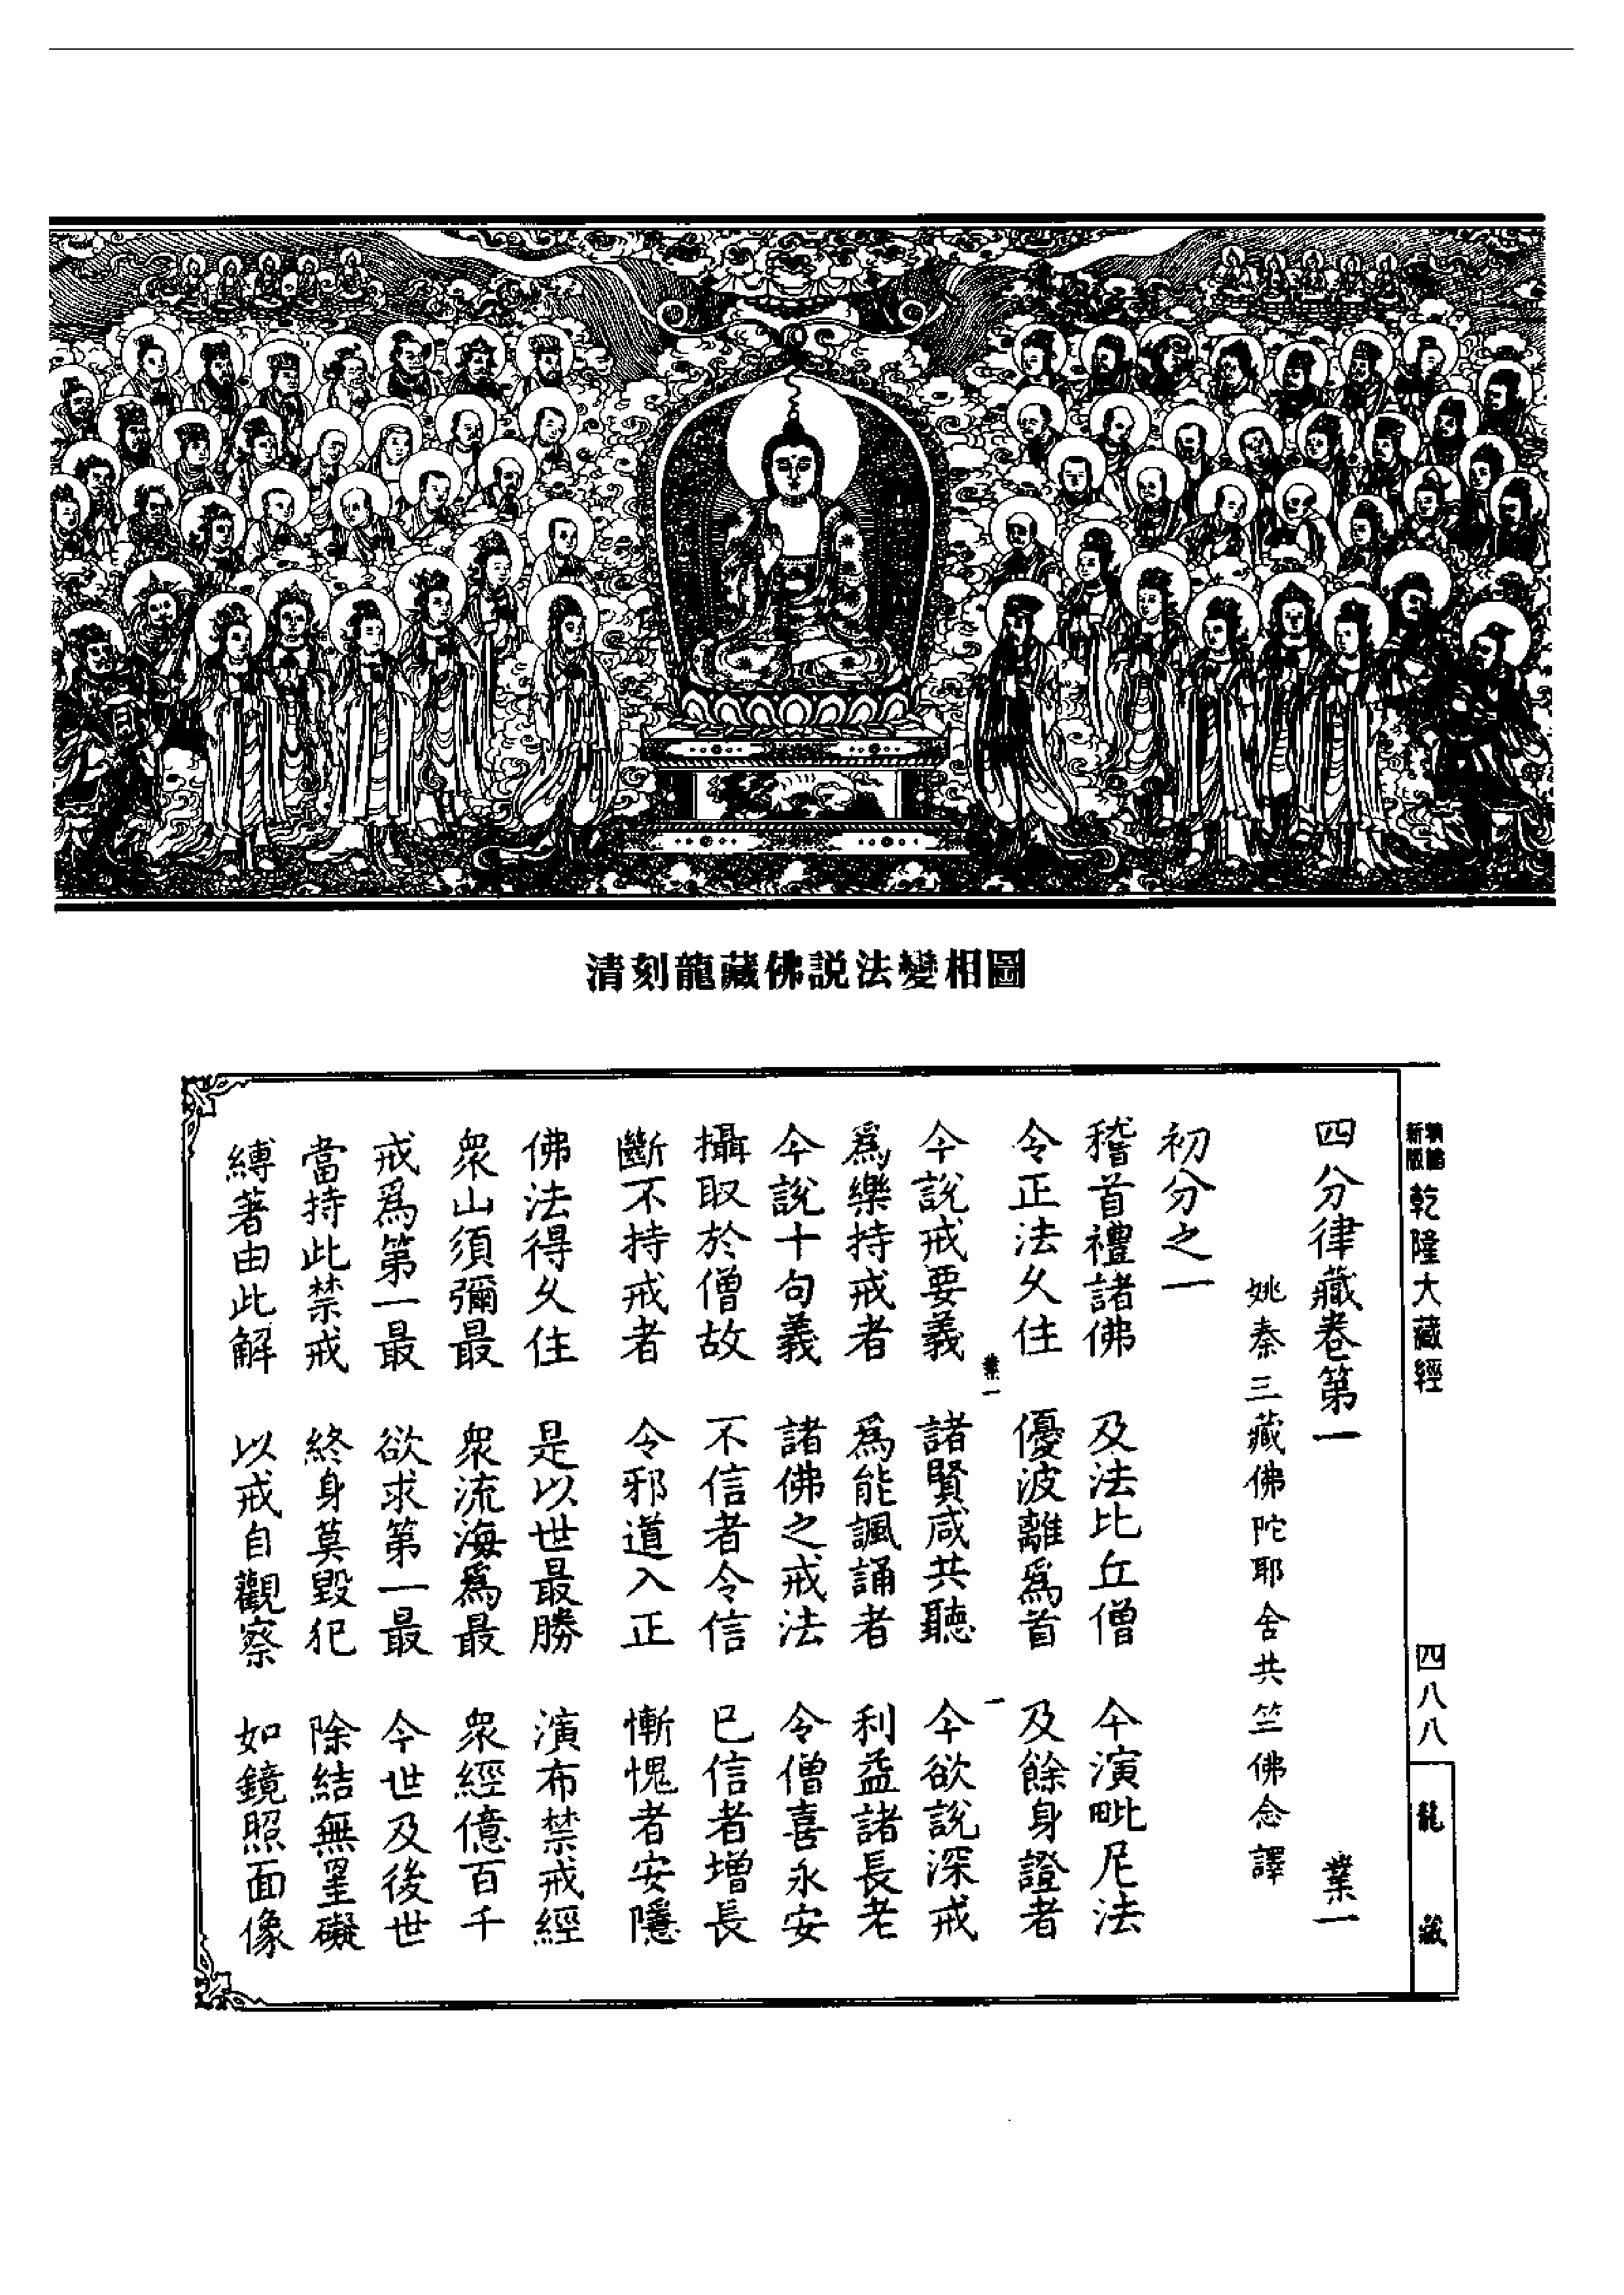 清刻龍藏佛説法變相圖
新版
乾隆大藏經
四八八
龍藏
四分律藏卷第一 業一
姚秦三藏佛陀耶舍共竺佛念譯
初分之一
稽首禮諸佛 及法比丘僧 今演毗尼法
令正法久住 優波離爲首 及餘身證者
業一 一
今說戒要義 諸賢咸共聽 今欲說深戒
爲樂持戒者 爲能諷誦者 利益諸長老
今說十句義 諸佛之戒法 令僧喜永安
攝取於僧故 不信者令信 已信者增長
斷不持戒者 令邪道入正 慚愧者安隱
佛法得久住 是以世最勝 演布禁戒經
衆山須彌最 衆流海爲最 衆經億百千
戒爲第一最 欲求第一最 今世及後世
當持此禁戒 終身莫毀犯 除結無罣礙
縛著由此解 以戒自觀察 如鏡照面像